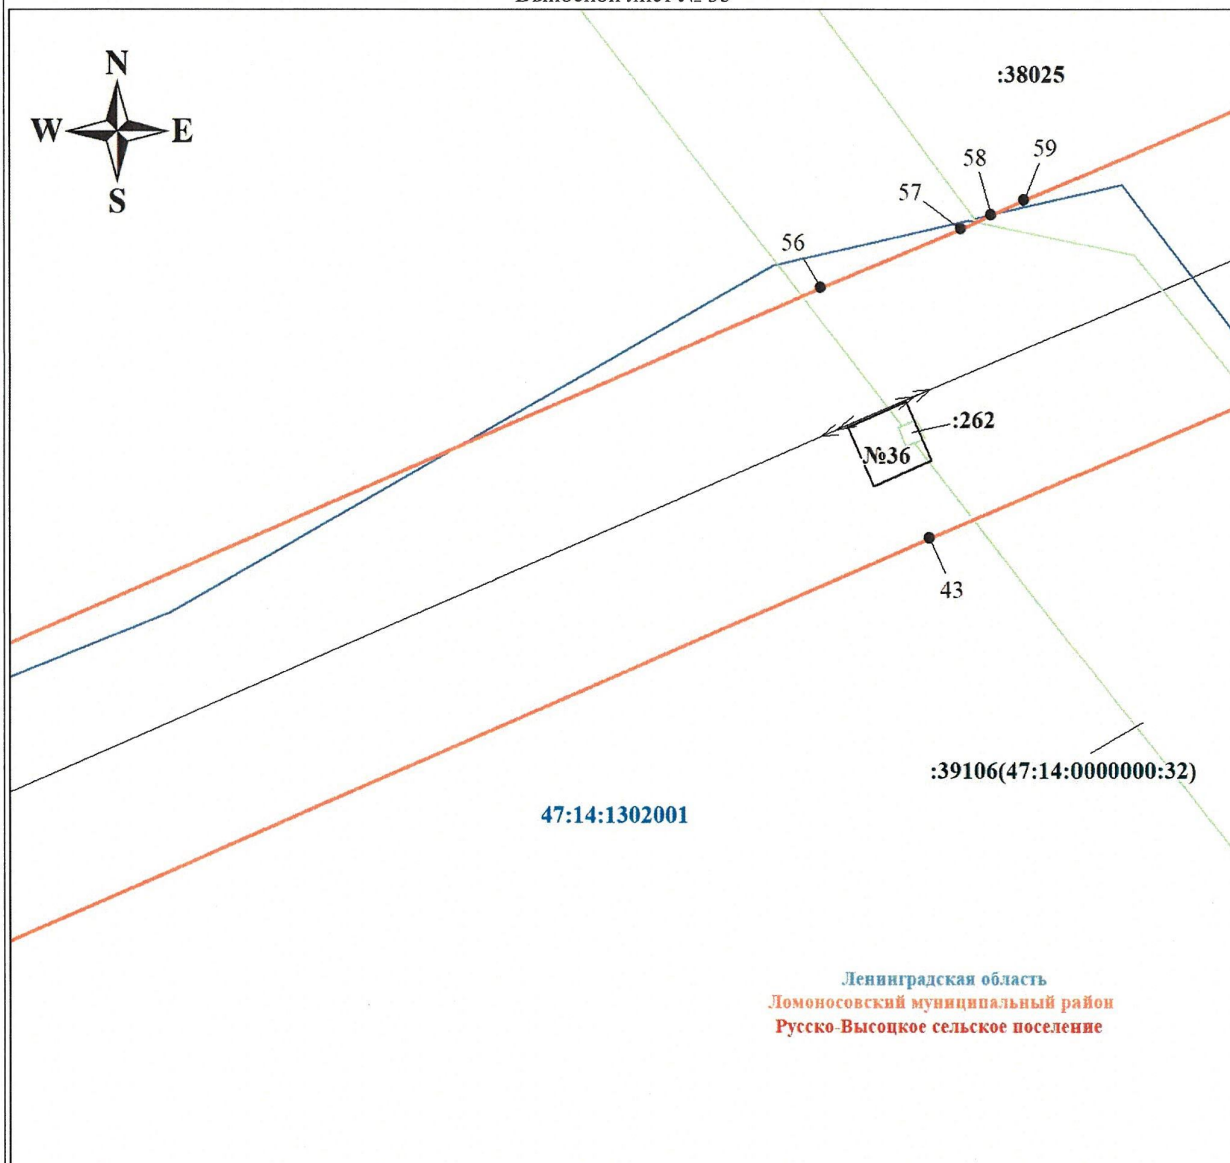 N
W E
S
:38025
59
58
57
56
:262
№36
43
:39106(47:14:0000000:32)
47:14:1302001
Ленинградская область
Ломоносовский муниципальный район
Русско-Высоцкое сельское поселение